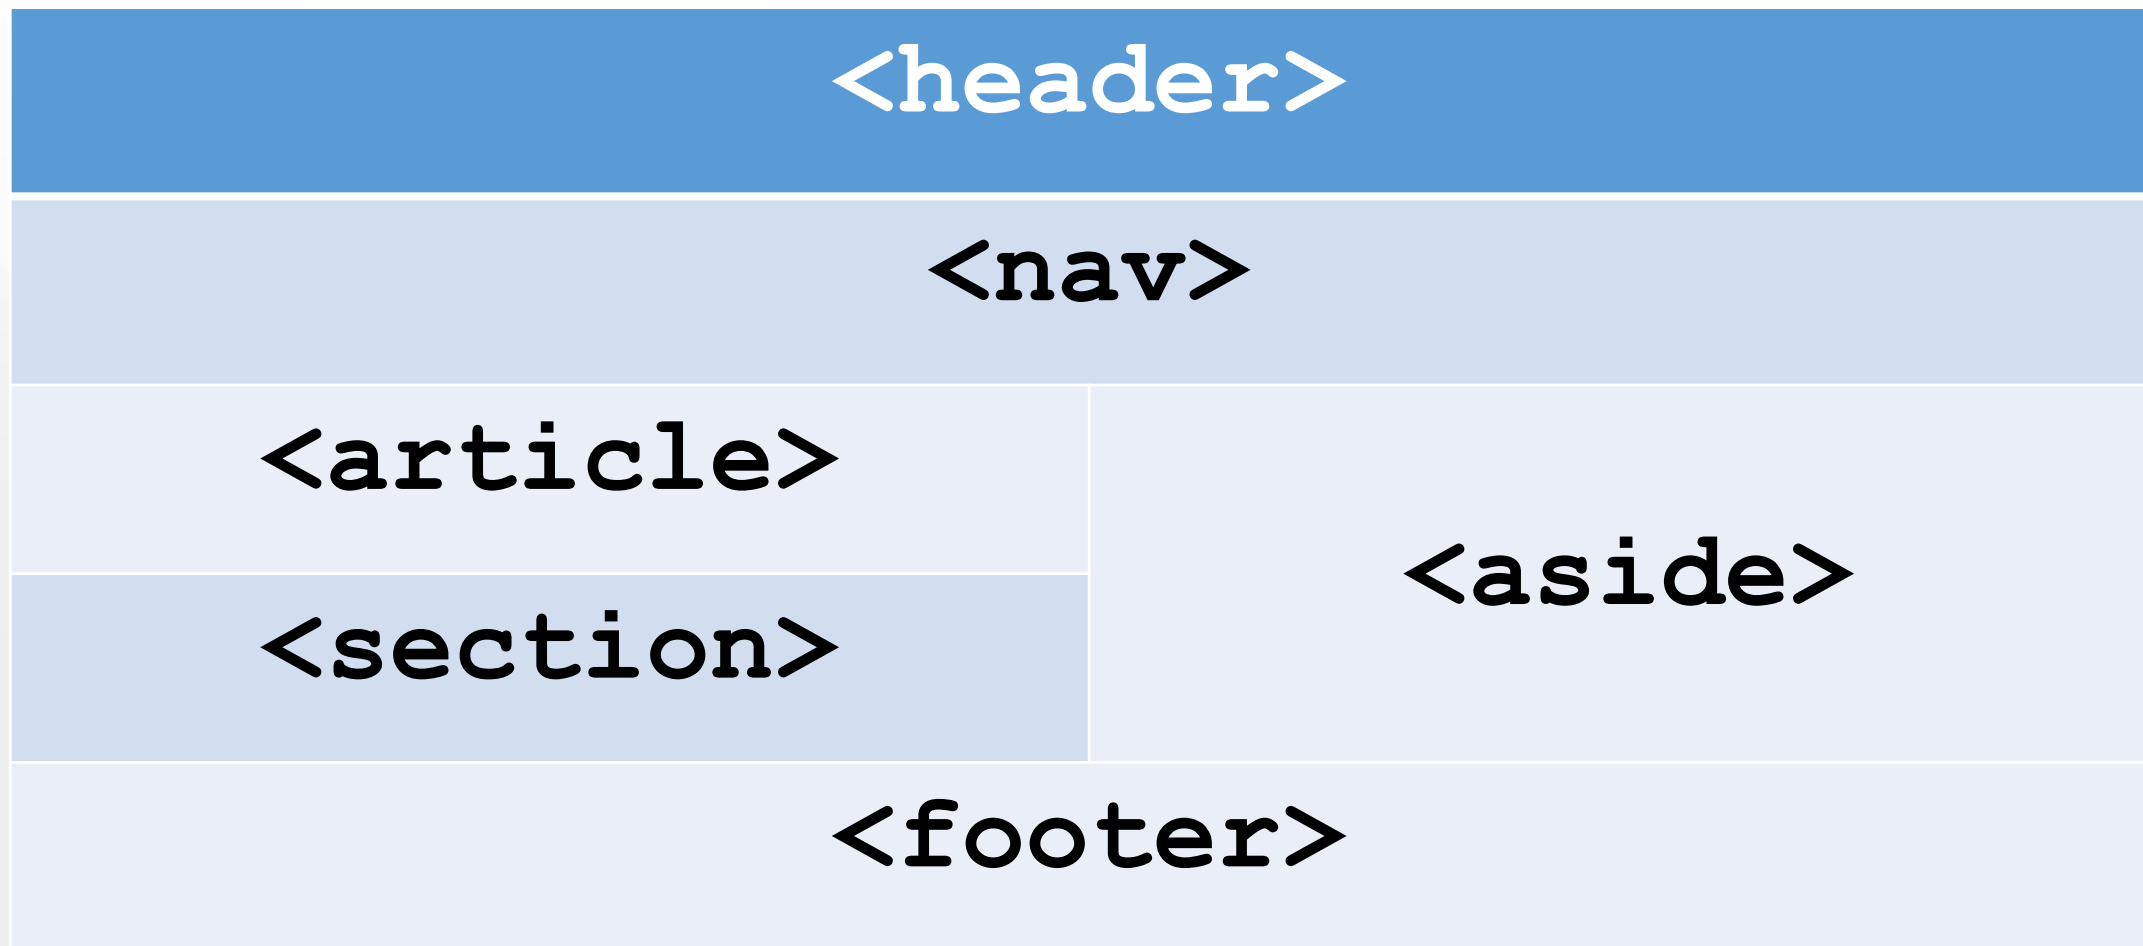 <header>
<nav>
<article>
<aside>
<section>
<footer>